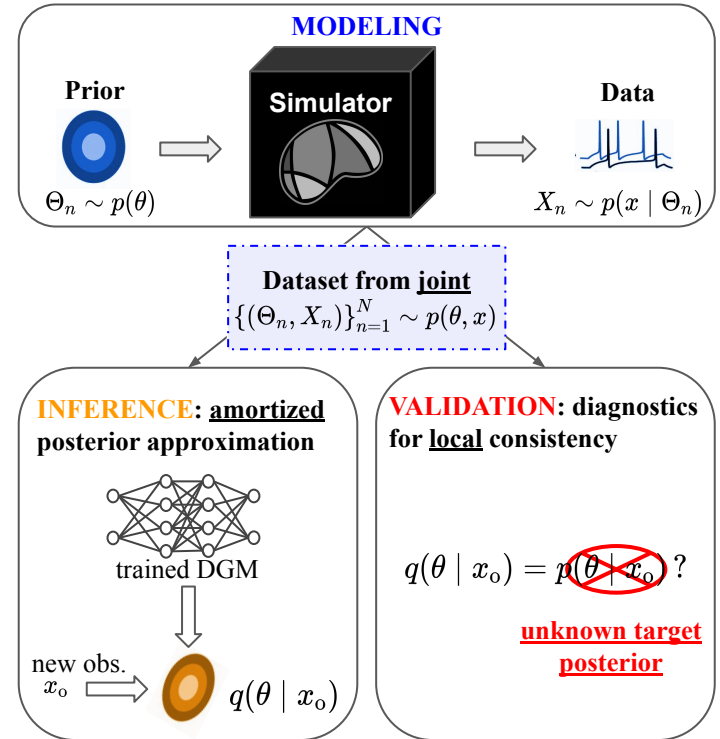 MODELING
Prior
Simulator
Data
Θₙ ∼ p(θ)
Xₙ ∼ p(x | Θₙ)
Dataset from joint
{(Θₙ, Xₙ)}ᴺₙ₌₁ ∼ p(θ, x)
INFERENCE: amortized
posterior approximation
trained DGM
new obs.
xₒ
q(θ | xₒ)
VALIDATION: diagnostics
for local consistency
q(θ | xₒ) = p(θ | xₒ) ?
unknown target
posterior